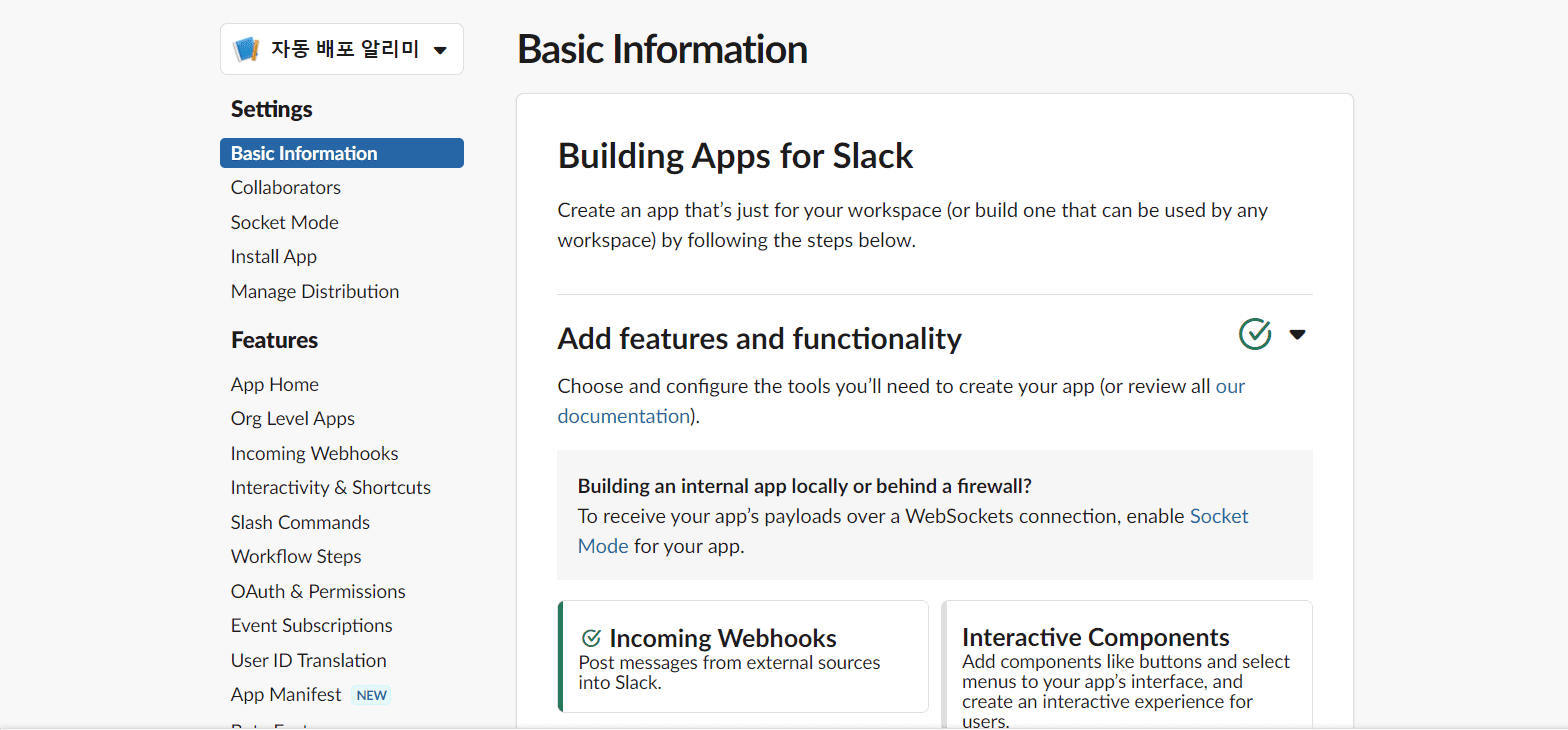 자동 배포 알리미
Settings
Basic Information
Collaborators
Socket Mode
Install App
Manage Distribution
Features
App Home
Org Level Apps
Incoming Webhooks
Interactivity & Shortcuts
Slash Commands
Workflow Steps
OAuth & Permissions
Event Subscriptions
User ID Translation
App Manifest NEW
Basic Information
Building Apps for Slack
Create an app that’s just for your workspace (or build one that can be used by any
workspace) by following the steps below.
Add features and functionality
Choose and configure the tools you’ll need to create your app (or review all our
documentation).
Building an internal app locally or behind a firewall?
To receive your app’s payloads over a WebSockets connection, enable Socket
Mode for your app.
Incoming Webhooks
Post messages from external sources
into Slack.
Interactive Components
Add components like buttons and select
menus to your app’s interface, and
create an interactive experience for
users.